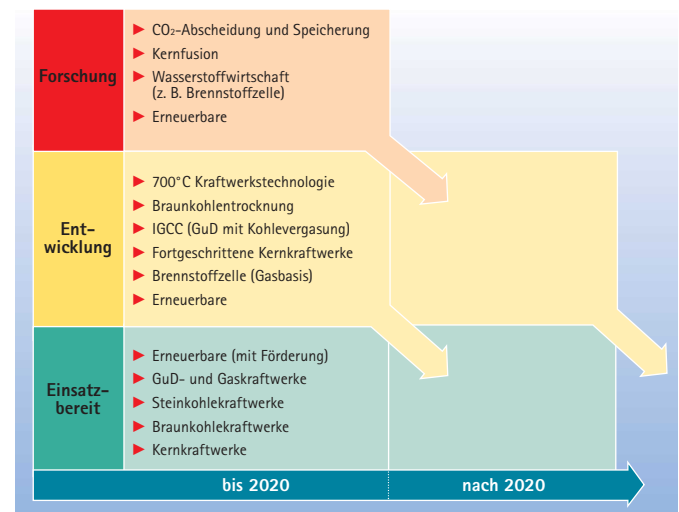 Forschung
CO₂-Abscheidung und Speicherung
Kernfusion
Wasserstoffwirtschaft
(z. B. Brennstoffzelle)
Erneuerbare
Ent-
wicklung
700°C Kraftwerkstechnologie
Braunkohlentrocknung
IGCC (GuD mit Kohlevergasung)
Fortgeschrittene Kernkraftwerke
Brennstoffzelle (Gasbasis)
Erneuerbare
Einsatz-
bereit
Erneuerbare (mit Förderung)
GuD- und Gaskraftwerke
Steinkohlekraftwerke
Braunkohlekraftwerke
Kernkraftwerke
bis 2020
nach 2020